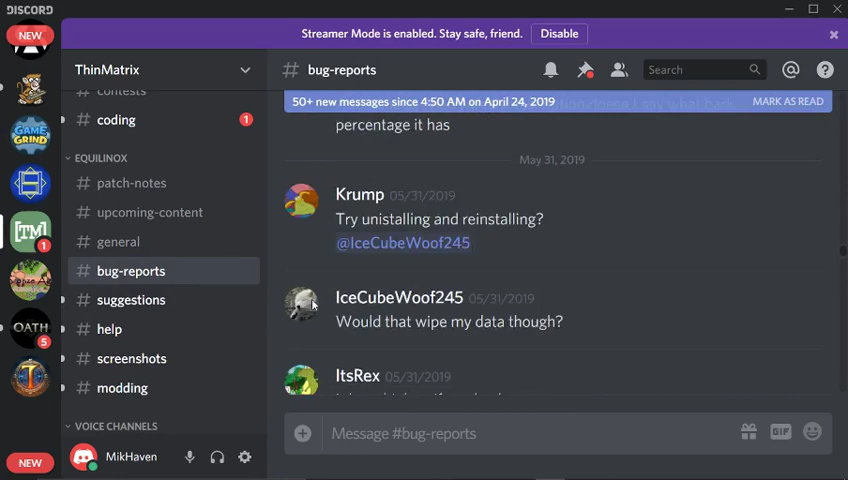 DISCORD
NEW
Streamer Mode is enabled. Stay safe, friend.
Disable
ThinMatrix
# bug-reports
Search
50+ new messages since 4:50 AM on April 24, 2019
MARK AS READ
percentage it has
contests
# coding
1
EQUILINOX
# patch-notes
# upcoming-content
# general
# bug-reports
# suggestions
# help
# screenshots
# modding
VOICE CHANNELS
MikHaven
GAME
GRIND
[TM]
1
OATH
5
NEW
May 31, 2019
Krump 05/31/2019
Try unistalling and reinstalling?
@IceCubeWoof245
IceCubeWoof245 05/31/2019
Would that wipe my data though?
ItsRex 05/31/2019
Message #bug-reports
GIF